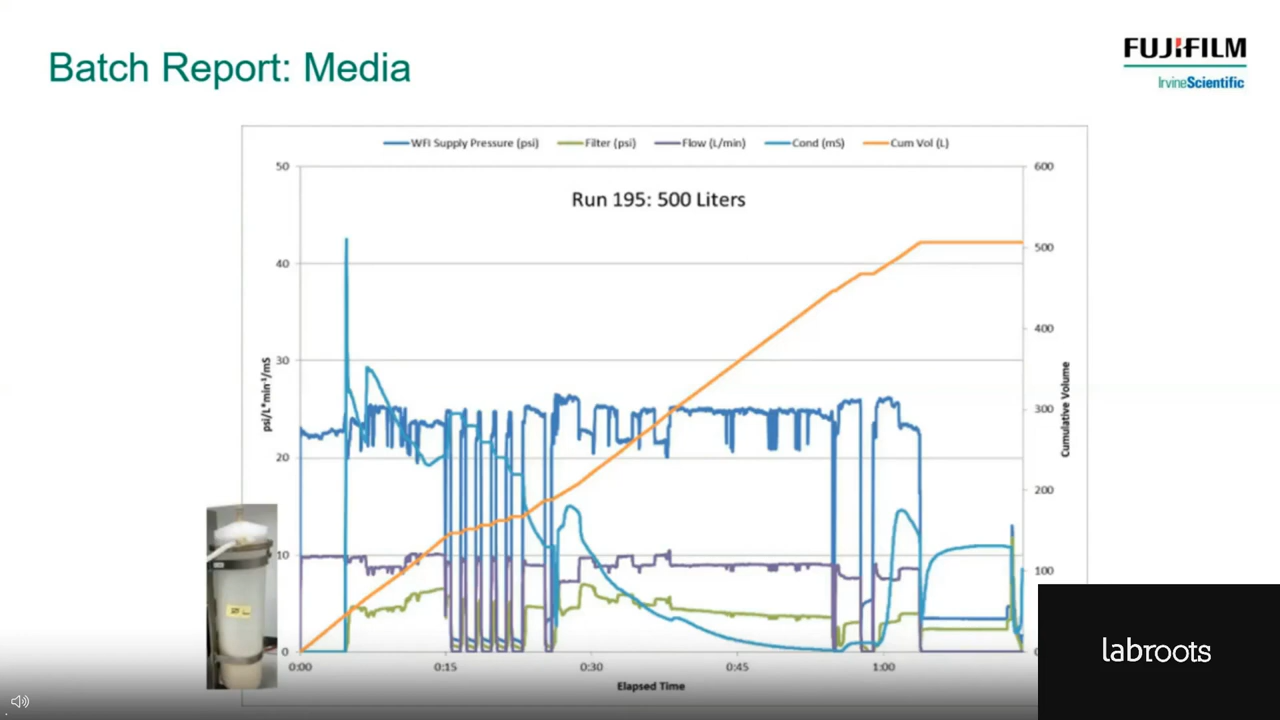 Batch Report: Media
FUJIFILM
IrvineScientific
WFI Supply Pressure (psi) Filter (psi) Flow (L/min) Cond (mS) Cum Vol (L)
Run 195: 500 Liters
50
40
30
20
10
0
psi/L*min⁻¹/mS
600
500
400
300
200
100
Cumulative Volume
0:00 0:15 0:30 0:45 1:00
Elapsed Time
labroots